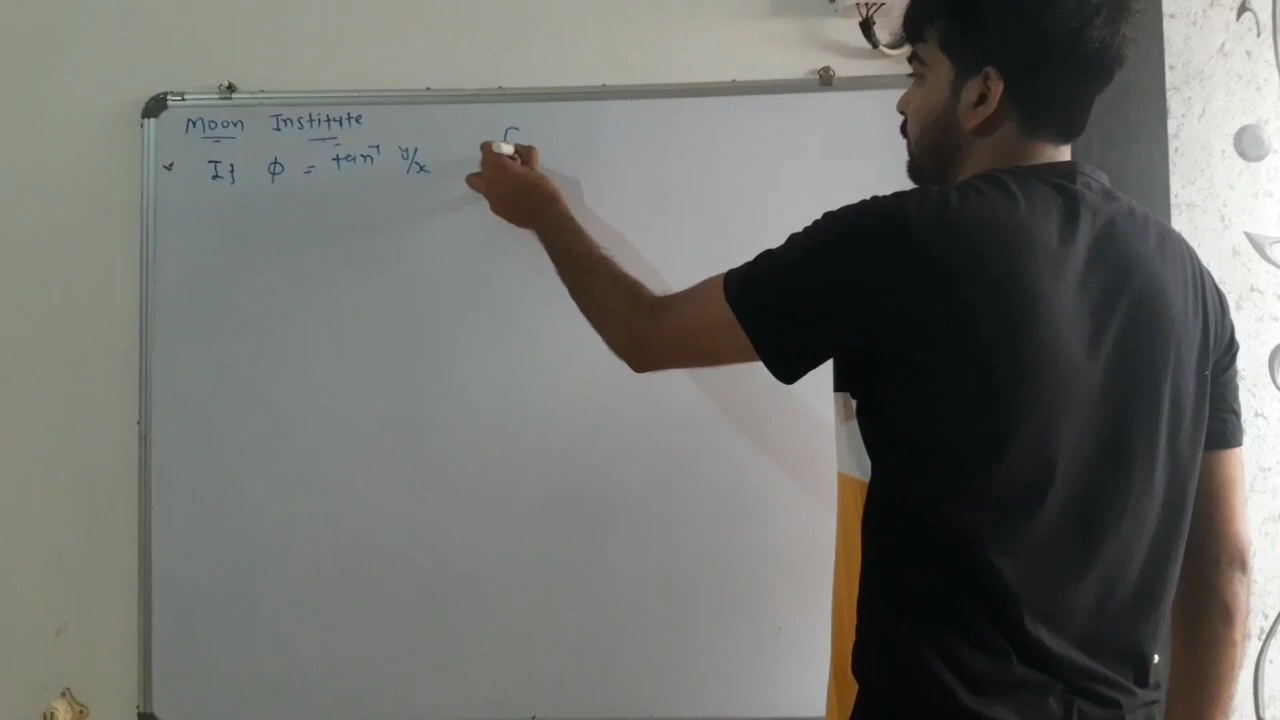 Moon Institute
If φ = tan⁻¹ y/x